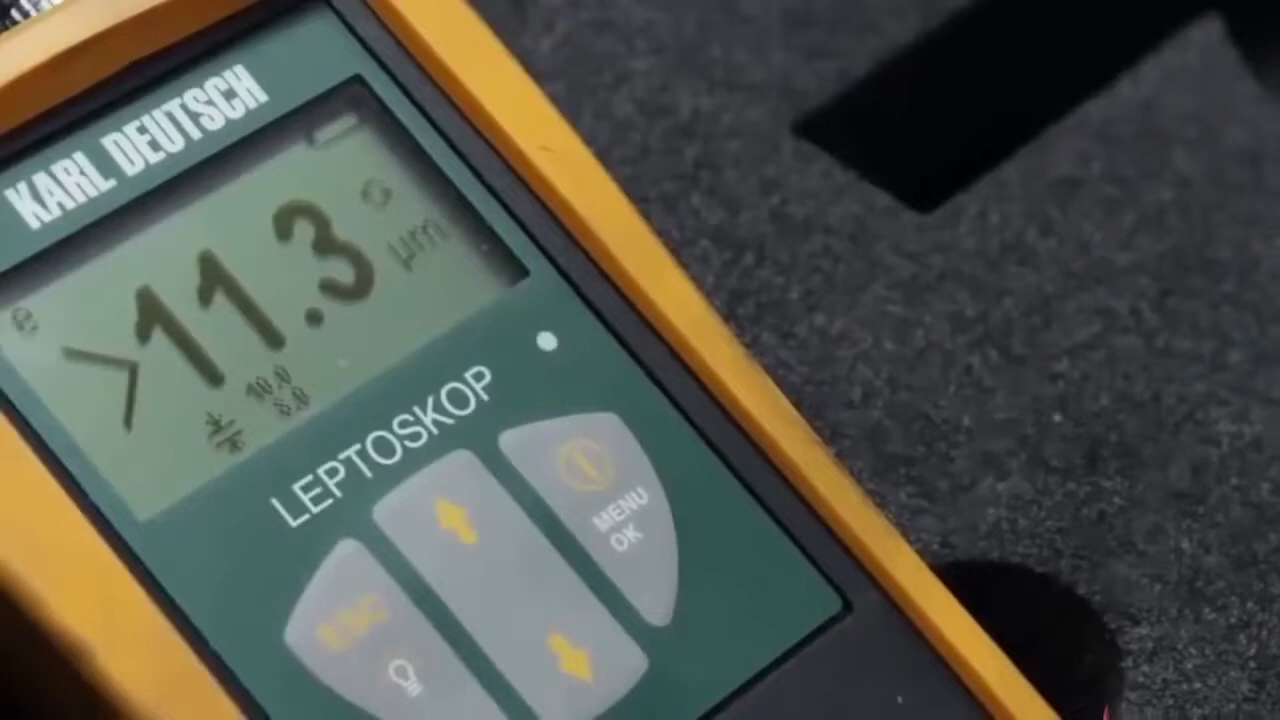 KARL DEUTSCH
>11.3 µm
LEPTOSKOP
MENU
OK
ESC